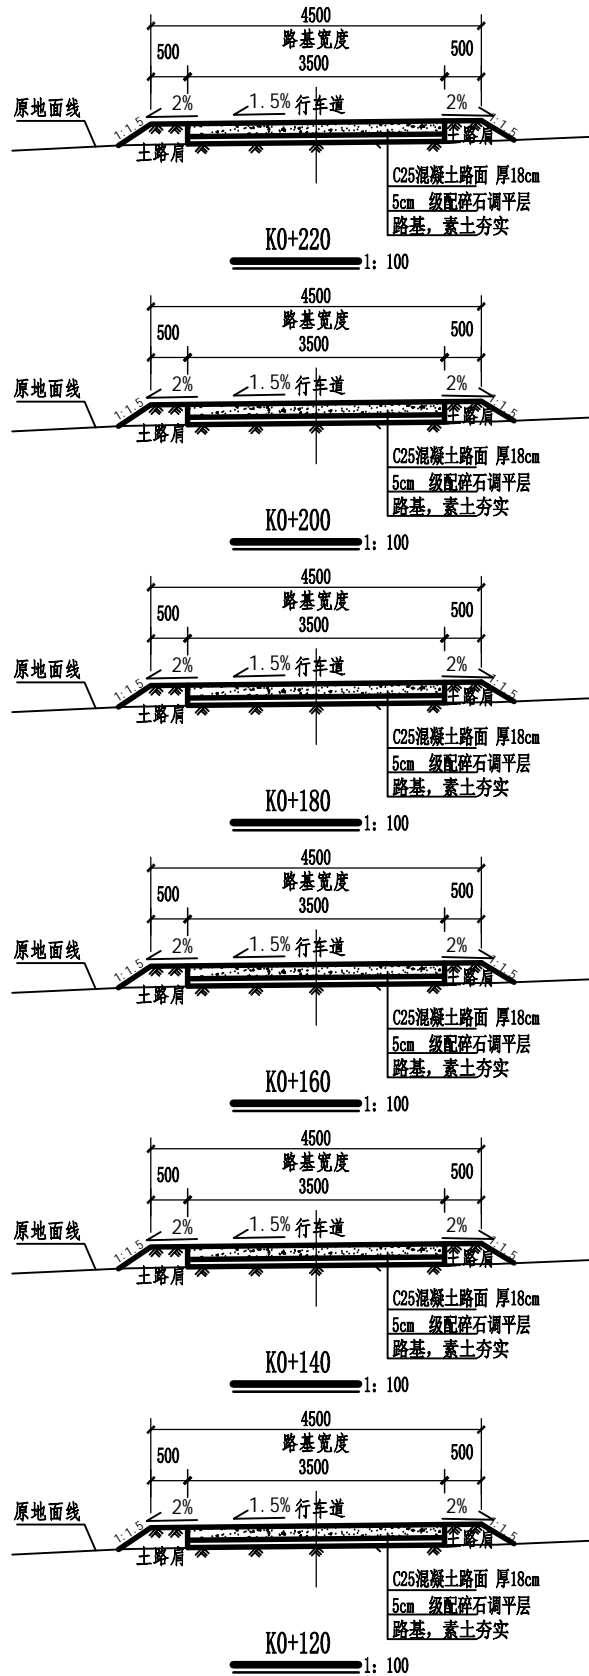 4500
500 路基宽度 500
3500
原地面线 1:1.5 2% 1.5% 行车道 2% 1:1.5
土路肩 土路肩
C25混凝土路面 厚18cm
5cm 级配碎石调平层
路基，素土夯实
K0+220
1: 100
4500
500 路基宽度 500
3500
原地面线 1:1.5 2% 1.5% 行车道 2% 1:1.5
土路肩 土路肩
C25混凝土路面 厚18cm
5cm 级配碎石调平层
路基，素土夯实
K0+200
1: 100
4500
500 路基宽度 500
3500
原地面线 1:1.5 2% 1.5% 行车道 2% 1:1.5
土路肩 土路肩
C25混凝土路面 厚18cm
5cm 级配碎石调平层
路基，素土夯实
K0+180
1: 100
4500
500 路基宽度 500
3500
原地面线 1:1.5 2% 1.5% 行车道 2% 1:1.5
土路肩 土路肩
C25混凝土路面 厚18cm
5cm 级配碎石调平层
路基，素土夯实
K0+160
1: 100
4500
500 路基宽度 500
3500
原地面线 1:1.5 2% 1.5% 行车道 2% 1:1.5
土路肩 土路肩
C25混凝土路面 厚18cm
5cm 级配碎石调平层
路基，素土夯实
K0+140
1: 100
4500
500 路基宽度 500
3500
原地面线 1:1.5 2% 1.5% 行车道 2% 1:1.5
土路肩 土路肩
C25混凝土路面 厚18cm
5cm 级配碎石调平层
路基，素土夯实
K0+120
1: 100